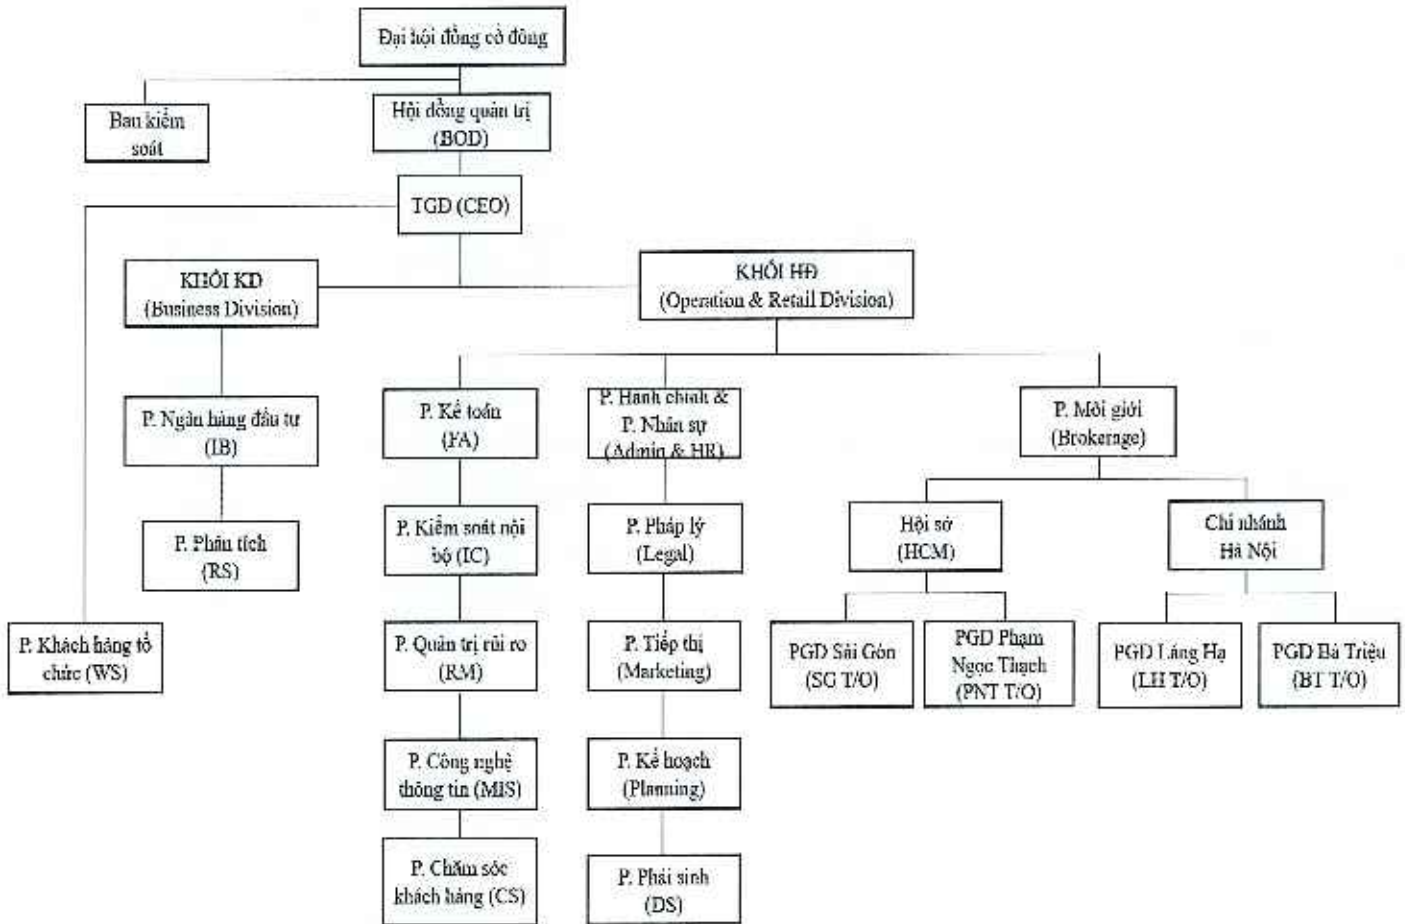 Đại hội đồng cổ đông
Ban kiểm
soát
Hội đồng quản trị
(BOD)
TGĐ (CEO)
KHỐI KD
(Business Division)
KHỐI HĐ
(Operation & Retail Division)
P. Ngân hàng đầu tư
(IB)
P. Phân tích
(RS)
P. Khách hàng tổ
chức (WS)
P. Kế toán
(FA)
P. Kiểm soát nội
bộ (IC)
P. Quản trị rủi ro
(RM)
P. Công nghệ
thông tin (MIS)
P. Chăm sóc
khách hàng (CS)
P. Hành chính &
P. Nhân sự
(Admin & HR)
P. Pháp lý
(Legal)
P. Tiếp thị
(Marketing)
P. Kế hoạch
(Planning)
P. Phái sinh
(DS)
P. Môi giới
(Brokerage)
Hội sở
(HCM)
Chi nhánh
Hà Nội
PGD Sài Gòn
(SG T/O)
PGD Phạm
Ngọc Thạch
(PNT T/O)
PGD Láng Hạ
(LH T/O)
PGD Bà Triệu
(BT T/O)